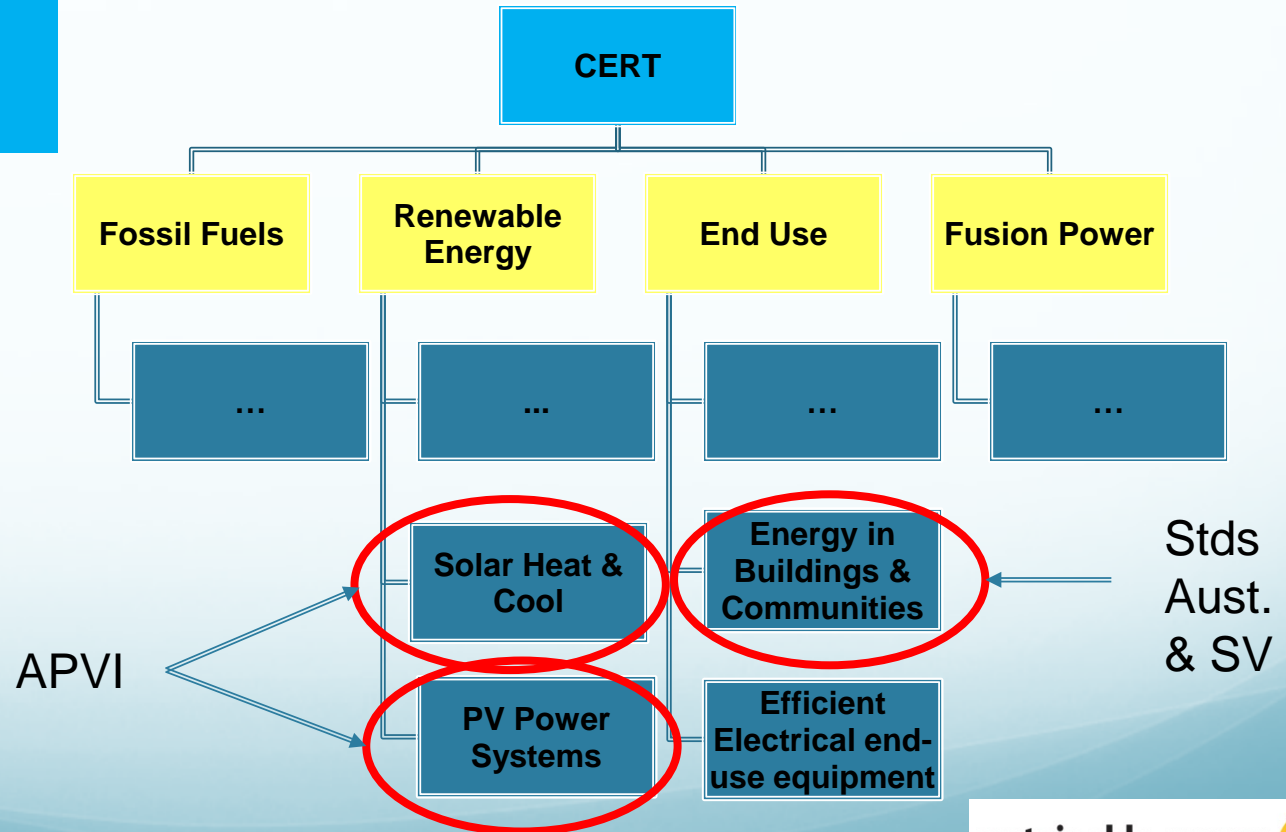 CERT
Fossil Fuels
Renewable
Energy
End Use
Fusion Power
…
...
…
…
Solar Heat &
Cool
Energy in
Buildings &
Communities
Stds
Aust.
& SV
APVI
PV Power
Systems
Efficient
Electrical end-
use equipment